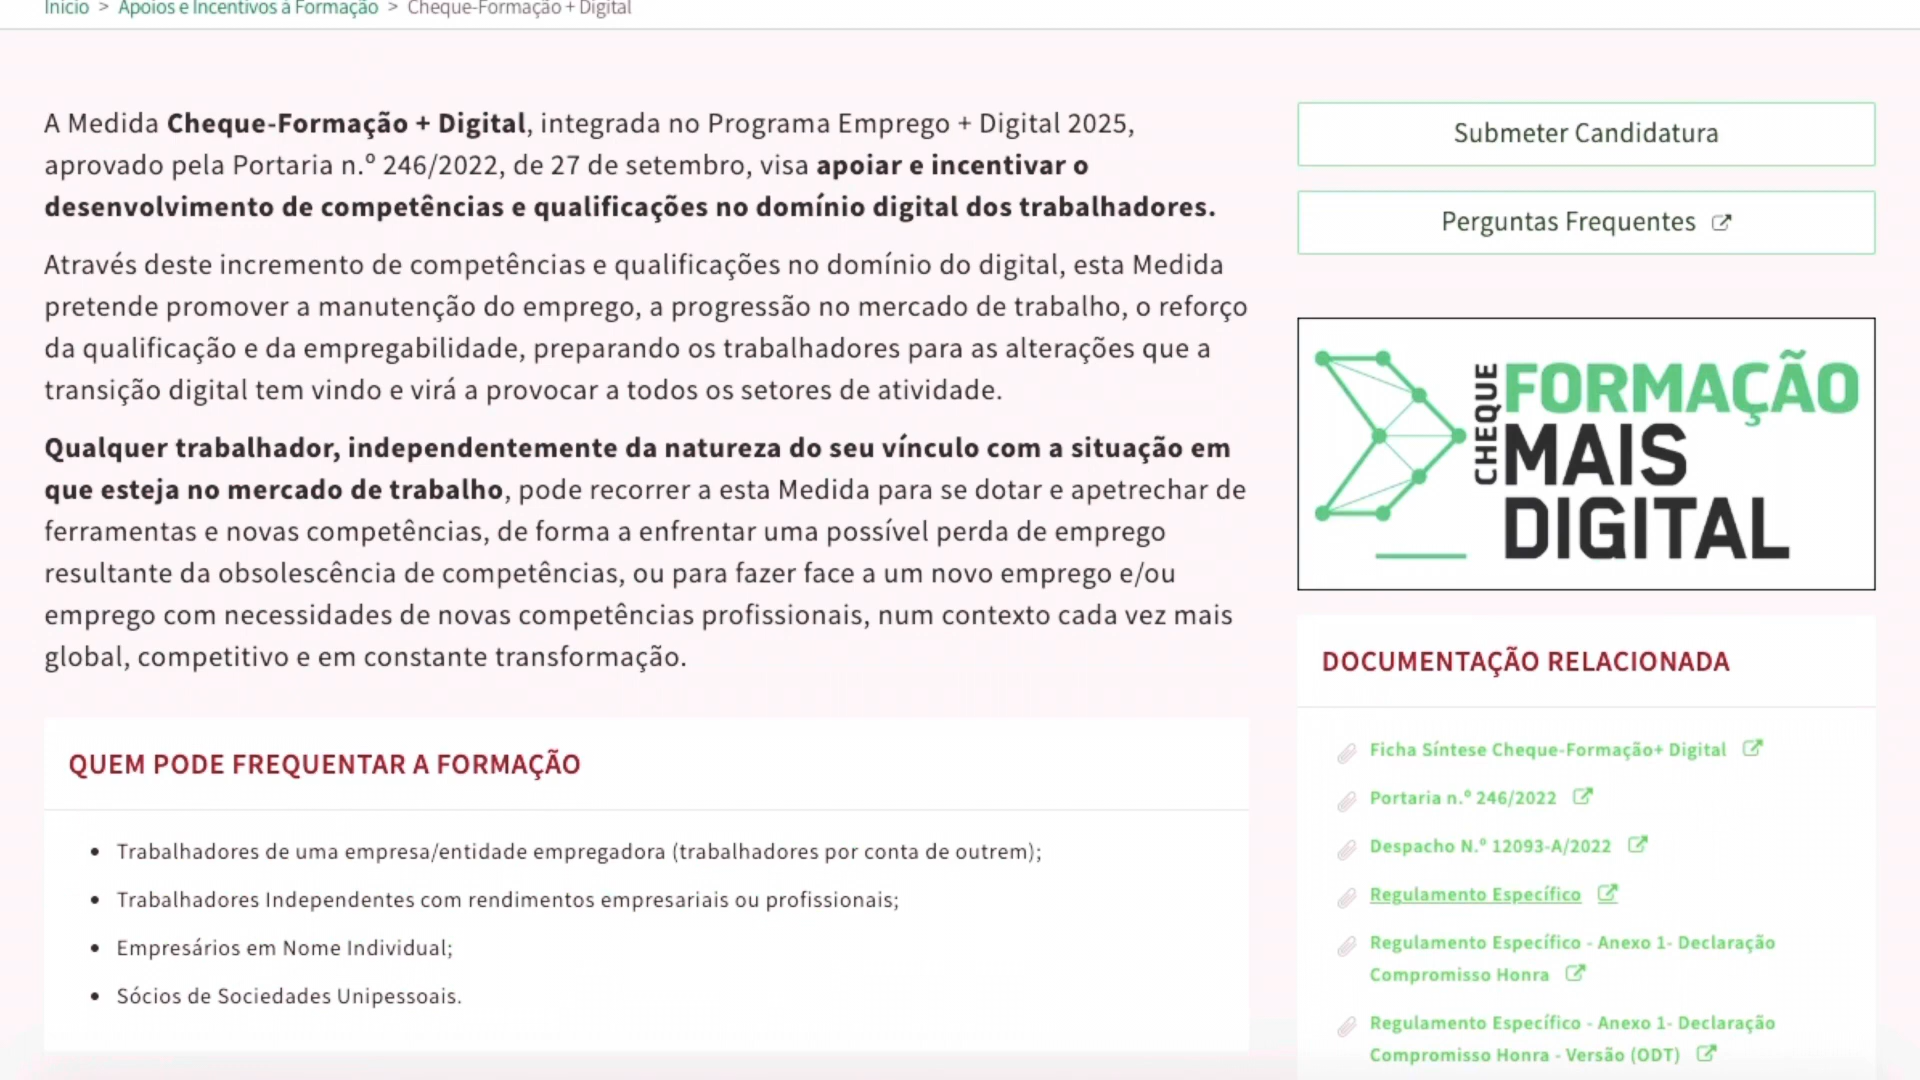 Início > Apoios e Incentivos à Formação > Cheque-Formação + Digital
A Medida Cheque-Formação + Digital, integrada no Programa Emprego + Digital 2025,
aprovado pela Portaria n.º 246/2022, de 27 de setembro, visa apoiar e incentivar o
desenvolvimento de competências e qualificações no domínio digital dos trabalhadores.
Através deste incremento de competências e qualificações no domínio do digital, esta Medida
pretende promover a manutenção do emprego, a progressão no mercado de trabalho, o reforço
da qualificação e da empregabilidade, preparando os trabalhadores para as alterações que a
transição digital tem vindo e virá a provocar a todos os setores de atividade.
Qualquer trabalhador, independentemente da natureza do seu vínculo com a situação em
que esteja no mercado de trabalho, pode recorrer a esta Medida para se dotar e apetrechar de
ferramentas e novas competências, de forma a enfrentar uma possível perda de emprego
resultante da obsolescência de competências, ou para fazer face a um novo emprego e/ou
emprego com necessidades de novas competências profissionais, num contexto cada vez mais
global, competitivo e em constante transformação.
QUEM PODE FREQUENTAR A FORMAÇÃO
• Trabalhadores de uma empresa/entidade empregadora (trabalhadores por conta de outrem);
• Trabalhadores Independentes com rendimentos empresariais ou profissionais;
• Empresários em Nome Individual;
• Sócios de Sociedades Unipessoais.
Submeter Candidatura
Perguntas Frequentes
CHEQUE
FORMAÇÃO
MAIS
DIGITAL
DOCUMENTAÇÃO RELACIONADA
Ficha Síntese Cheque-Formação+ Digital
Portaria n.º 246/2022
Despacho N.º 12093-A/2022
Regulamento Específico
Regulamento Específico - Anexo 1- Declaração
Compromisso Honra
Regulamento Específico - Anexo 1- Declaração
Compromisso Honra - Versão (ODT)